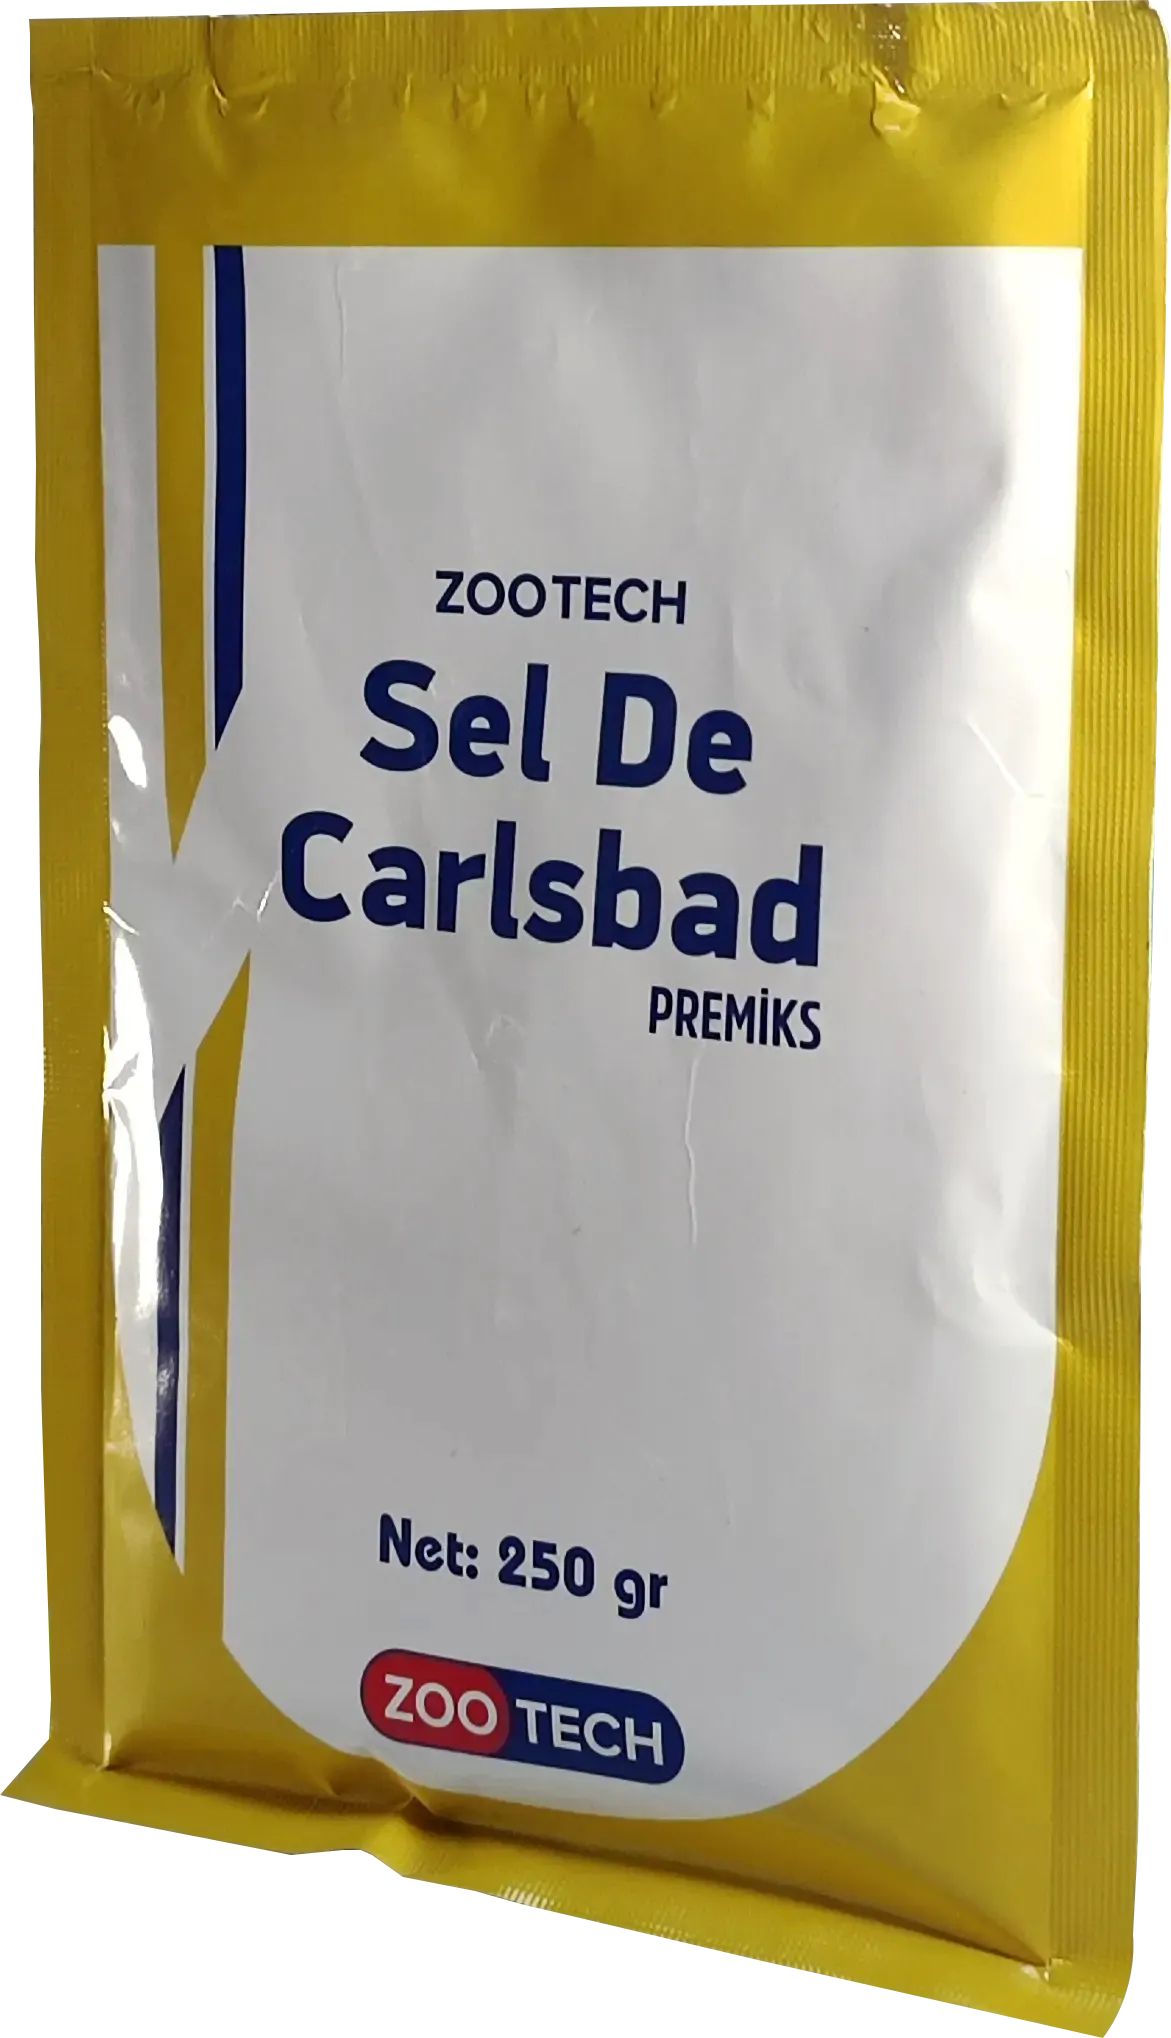 ZOOTECH
Sel De
Carlsbad
PREMİKS
Net: 250 gr
ZOO TECH